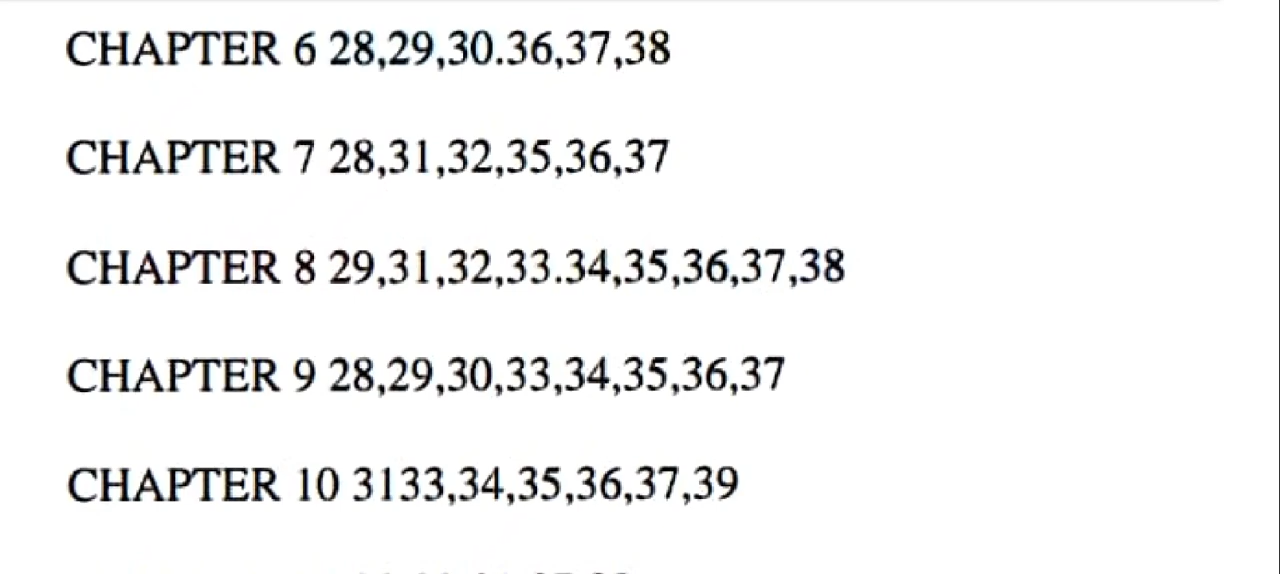 CHAPTER 6 28,29,30.36,37,38
CHAPTER 7 28,31,32,35,36,37
CHAPTER 8 29,31,32,33.34,35,36,37,38
CHAPTER 9 28,29,30,33,34,35,36,37
CHAPTER 10 3133,34,35,36,37,39